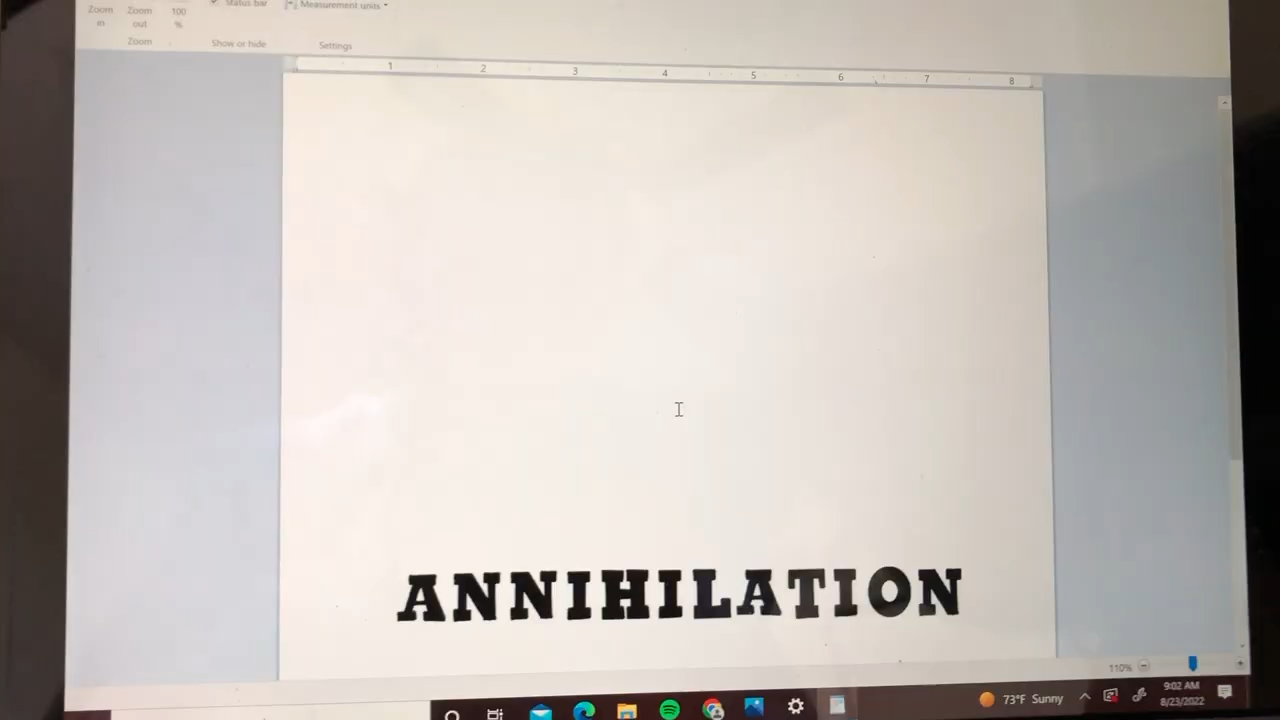 Zoom in
Zoom out
100 %
Status bar
Measurement units
Zoom
Show or hide
Settings
1 2 3 4 5 6 7 8
ANNIHILATION
110%
73°F Sunny
9:02 AM
8/23/2022